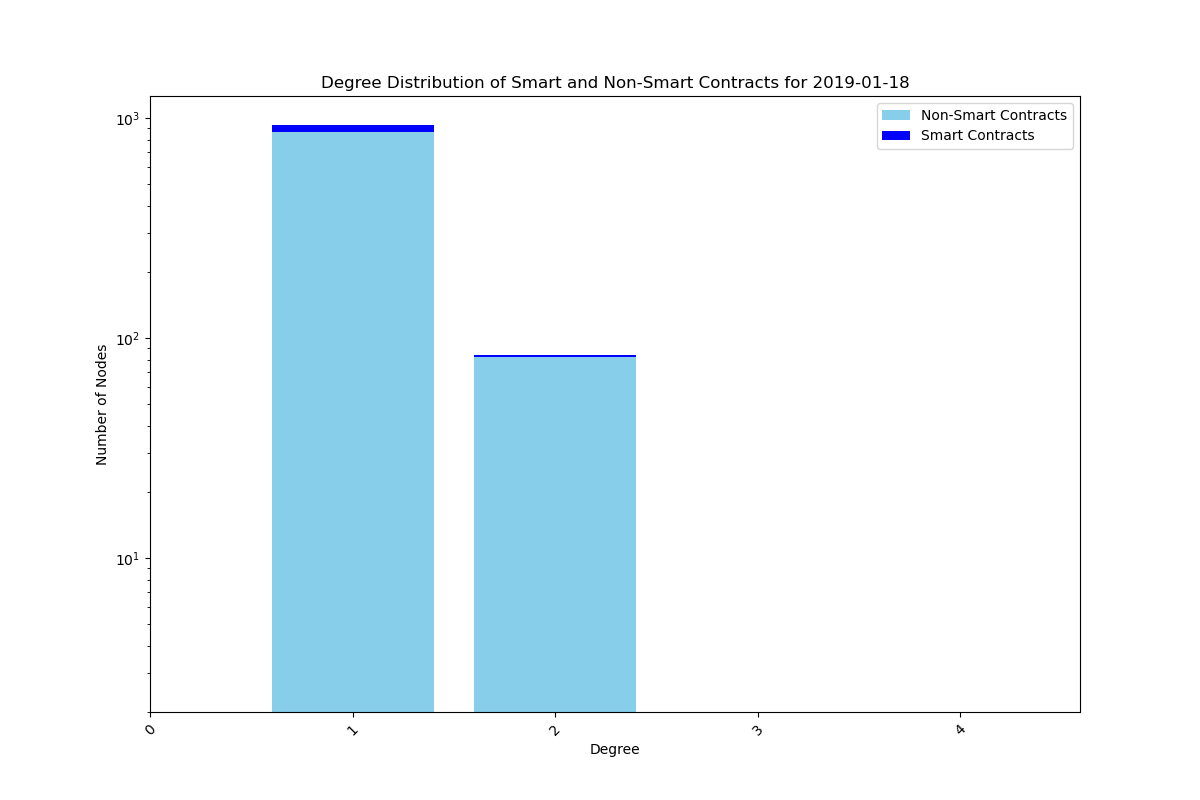 Degree Distribution of Smart and Non-Smart Contracts for 2019-01-18
Non-Smart Contracts
Smart Contracts
Number of Nodes
10³
10²
10¹
0
1
2
3
4
Degree